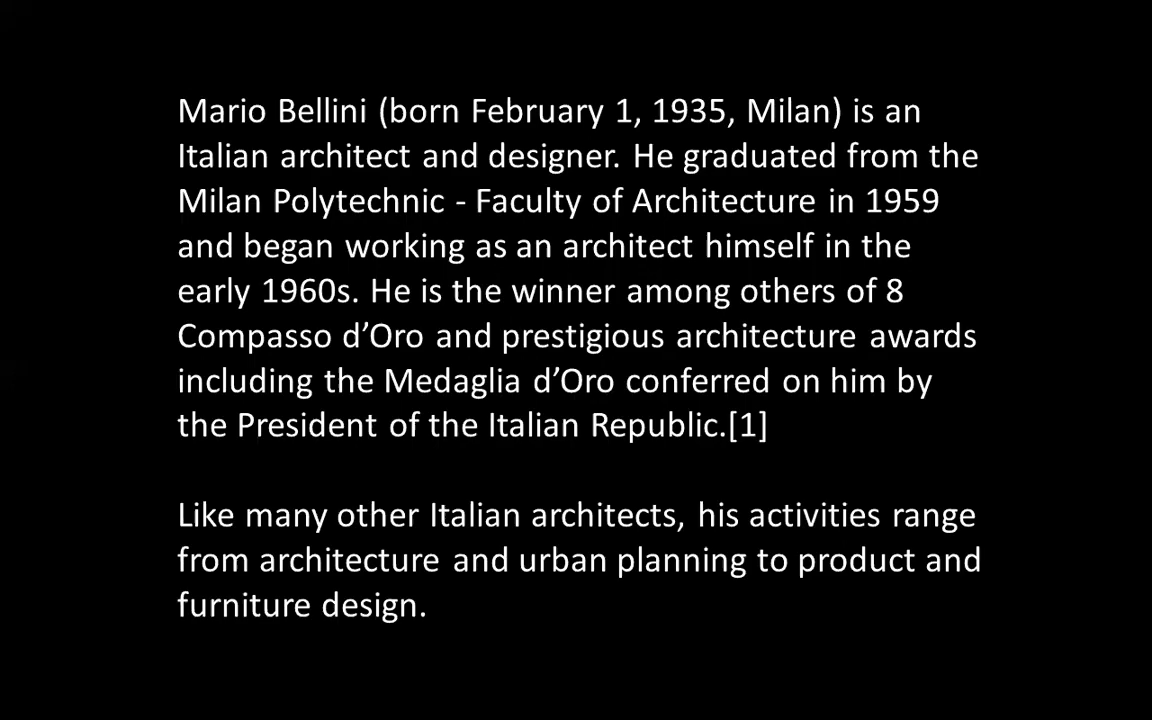 Mario Bellini (born February 1, 1935, Milan) is an
Italian architect and designer. He graduated from the
Milan Polytechnic - Faculty of Architecture in 1959
and began working as an architect himself in the
early 1960s. He is the winner among others of 8
Compasso d’Oro and prestigious architecture awards
including the Medaglia d’Oro conferred on him by
the President of the Italian Republic.[1]
Like many other Italian architects, his activities range
from architecture and urban planning to product and
furniture design.